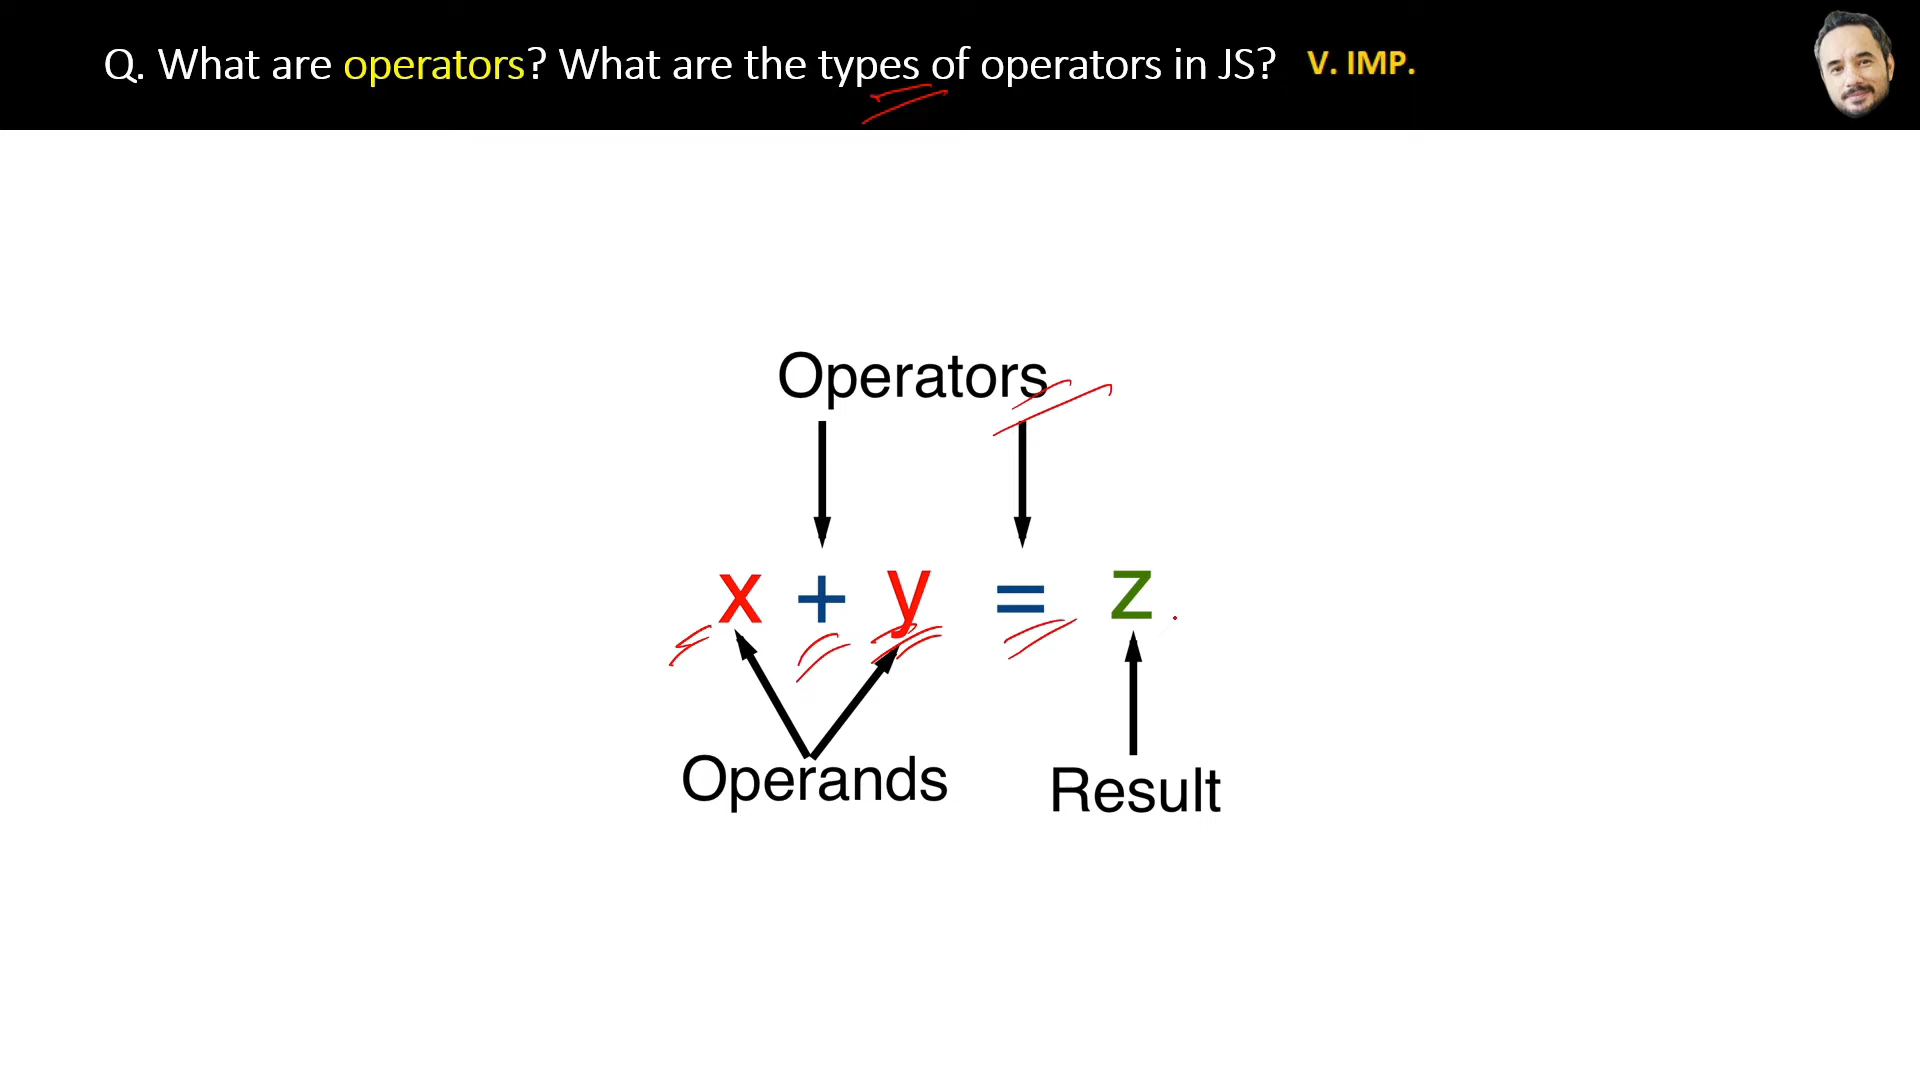 Q. What are operators? What are the types of operators in JS? V. IMP.
Operators
x + y = z
Operands
Result